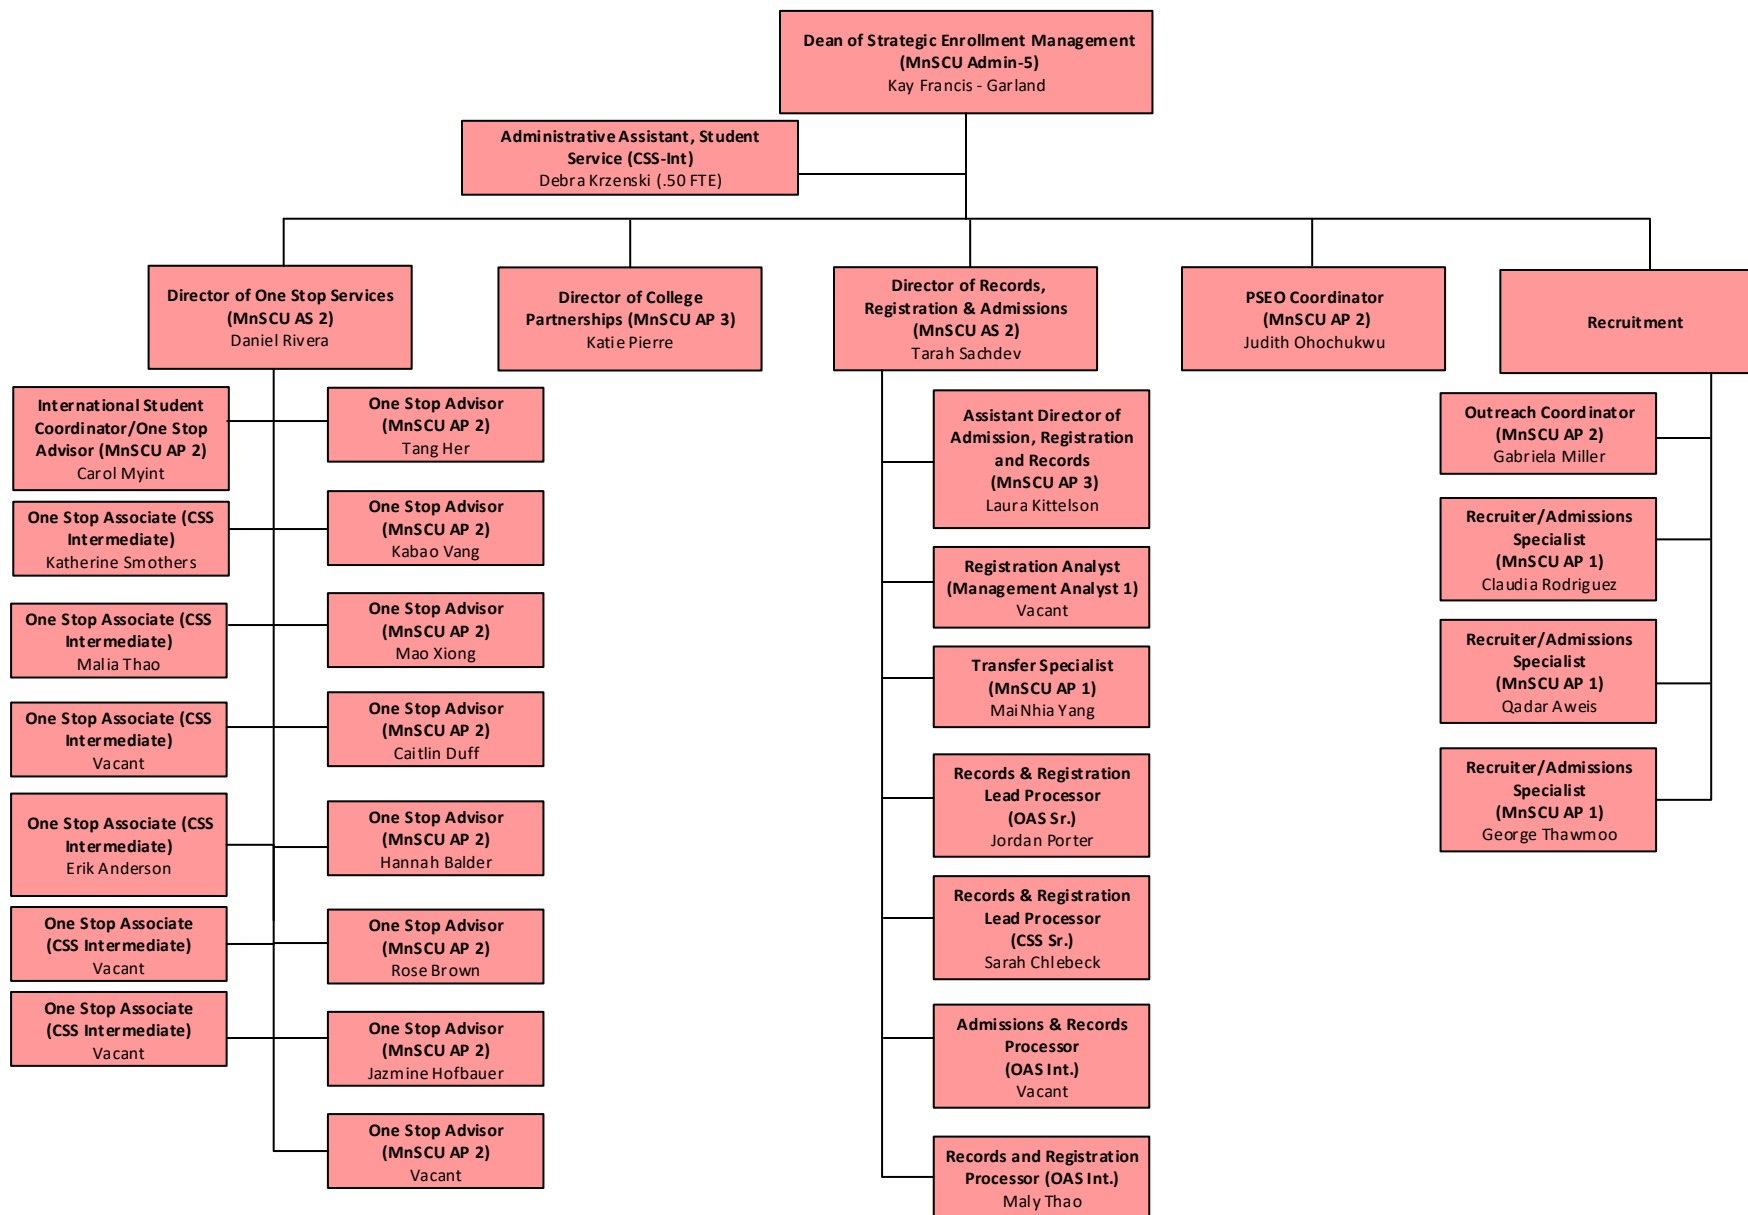 Dean of Strategic Enrollment Management
(MnSCU Admin-5)
Kay Francis - Garland
Administrative Assistant, Student
Service (CSS-Int)
Debra Krzenski (.50 FTE)
Director of One Stop Services
(MnSCU AS 2)
Daniel Rivera
Director of College
Partnerships (MnSCU AP 3)
Katie Pierre
Director of Records,
Registration & Admissions
(MnSCU AS 2)
Tarah Sachdev
PSEO Coordinator
(MnSCU AP 2)
Judith Ohochukwu
Recruitment
International Student
Coordinator/One Stop
Advisor (MnSCU AP 2)
Carol Myint
One Stop Associate (CSS
Intermediate)
Katherine Smothers
One Stop Associate (CSS
Intermediate)
Malia Thao
One Stop Associate (CSS
Intermediate)
Vacant
One Stop Associate (CSS
Intermediate)
Erik Anderson
One Stop Associate
(CSS Intermediate)
Vacant
One Stop Associate
(CSS Intermediate)
Vacant
One Stop Advisor
(MnSCU AP 2)
Tang Her
One Stop Advisor
(MnSCU AP 2)
Kabao Vang
One Stop Advisor
(MnSCU AP 2)
Mao Xiong
One Stop Advisor
(MnSCU AP 2)
Caitlin Duff
One Stop Advisor
(MnSCU AP 2)
Hannah Balder
One Stop Advisor
(MnSCU AP 2)
Rose Brown
One Stop Advisor
(MnSCU AP 2)
Jazmine Hofbauer
One Stop Advisor
(MnSCU AP 2)
Vacant
Assistant Director of
Admission, Registration
and Records
(MnSCU AP 3)
Laura Kittelson
Registration Analyst
(Management Analyst 1)
Vacant
Transfer Specialist
(MnSCU AP 1)
MaiNhia Yang
Records & Registration
Lead Processor
(OAS Sr.)
Jordan Porter
Records & Registration
Lead Processor
(CSS Sr.)
Sarah Chlebeck
Admissions & Records
Processor
(OAS Int.)
Vacant
Records and Registration
Processor (OAS Int.)
Maly Thao
Outreach Coordinator
(MnSCU AP 2)
Gabriela Miller
Recruiter/Admissions
Specialist
(MnSCU AP 1)
Claudia Rodriguez
Recruiter/Admissions
Specialist
(MnSCU AP 1)
Qadar Aweis
Recruiter/Admissions
Specialist
(MnSCU AP 1)
George Thawmoo